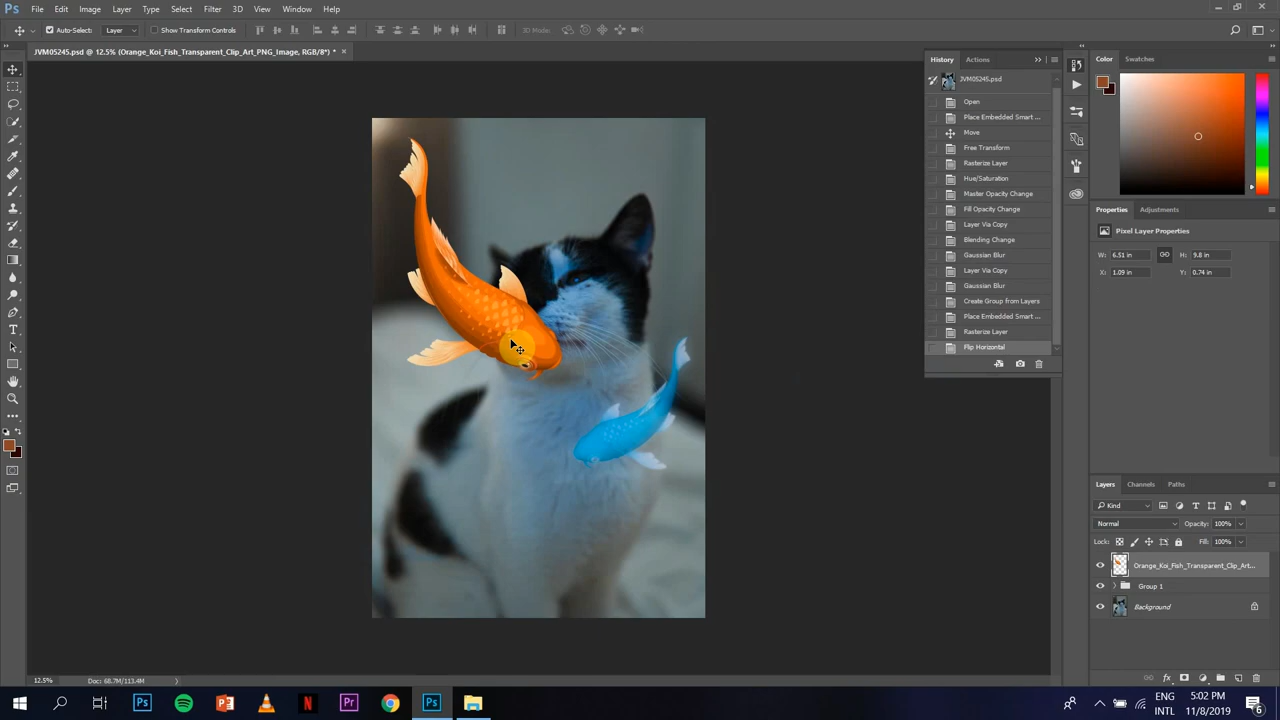 Ps File Edit Image Layer Type Select Filter 3D View Window Help
Auto-Select: Layer Show Transform Controls 3D Mode:
JVM05245.psd @ 12.5% (Orange_Koi_Fish_Transparent_Clip_Art_PNG_Image, RGB/8*) * ×
History Actions
JVM05245.psd
Open
Place Embedded Smart ...
Move
Free Transform
Rasterize Layer
Hue/Saturation
Master Opacity Change
Fill Opacity Change
Layer Via Copy
Blending Change
Gaussian Blur
Layer Via Copy
Gaussian Blur
Create Group from Layers
Place Embedded Smart ...
Rasterize Layer
Flip Horizontal
Color Swatches
Properties Adjustments
Pixel Layer Properties
W: 6.51 in H: 9.8 in
X: 1.09 in Y: 0.74 in
Layers Channels Paths
Kind
Normal Opacity: 100%
Lock: Fill: 100%
Orange_Koi_Fish_Transparent_Clip_Art...
Group 1
Background
12.5% Doc: 68.7M/113.4M
Ps Pr Ps
ENG
INTL
5:02 PM
11/8/2019
6